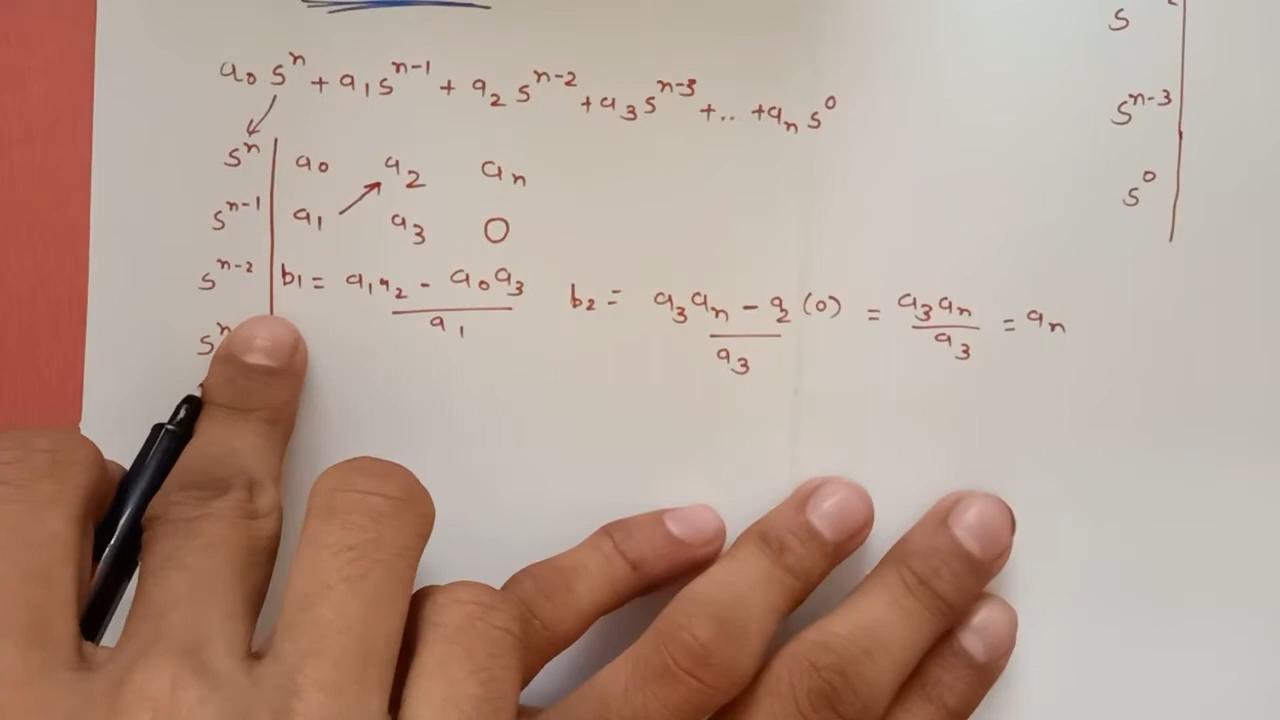 a₀sⁿ + a₁sⁿ⁻¹ + a₂sⁿ⁻² + a₃sⁿ⁻³ + .. + aₙs⁰
sⁿ | a₀ a₂ aₙ
sⁿ⁻¹ | a₁ a₃ 0
sⁿ⁻² | b₁ = (a₁a₂ - a₀a₃)/a₁ b₂ = (a₃aₙ - a₂(0))/a₃ = a₃aₙ/a₃ = aₙ
sⁿ
s
sⁿ⁻³
s⁰